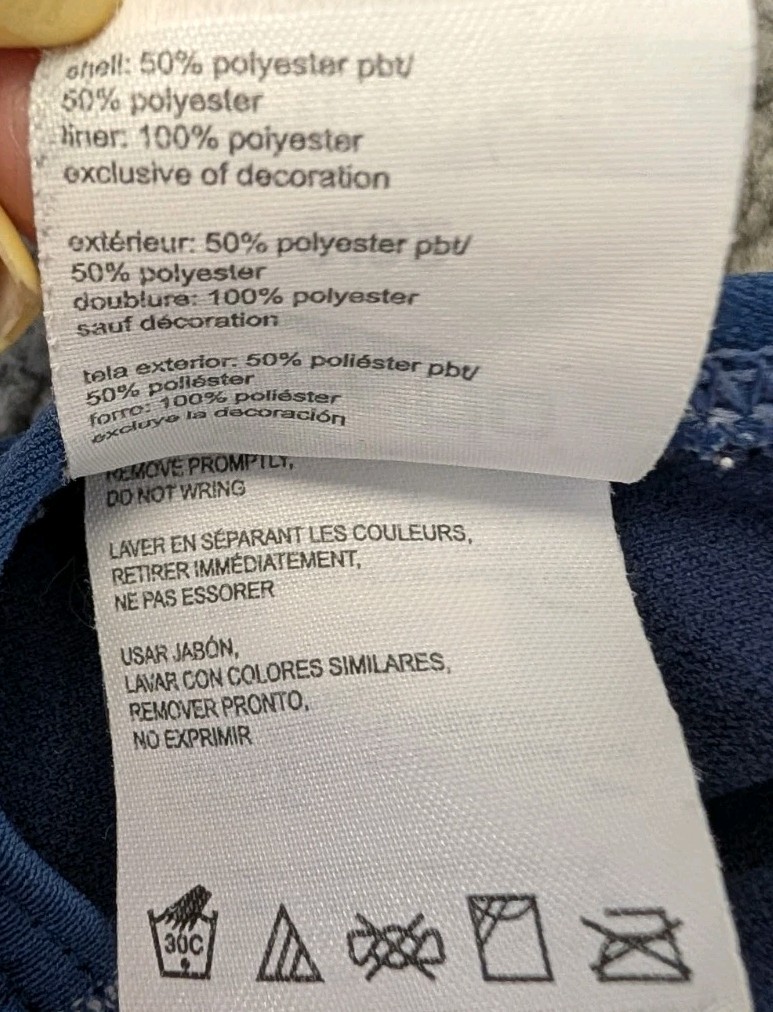 shell: 50% polyester pbt/
50% polyester
liner: 100% polyester
exclusive of decoration
extérieur: 50% polyester pbt/
50% polyester
doublure: 100% polyester
sauf décoration
tela exterior: 50% poliéster pbt/
50% poliéster
forro: 100% poliéster
excluye la decoración
REMOVE PROMPTLY,
DO NOT WRING
LAVER EN SÉPARANT LES COULEURS,
RETIRER IMMÉDIATEMENT,
NE PAS ESSORER
USAR JABÓN,
LAVAR CON COLORES SIMILARES,
REMOVER PRONTO,
NO EXPRIMIR
30C